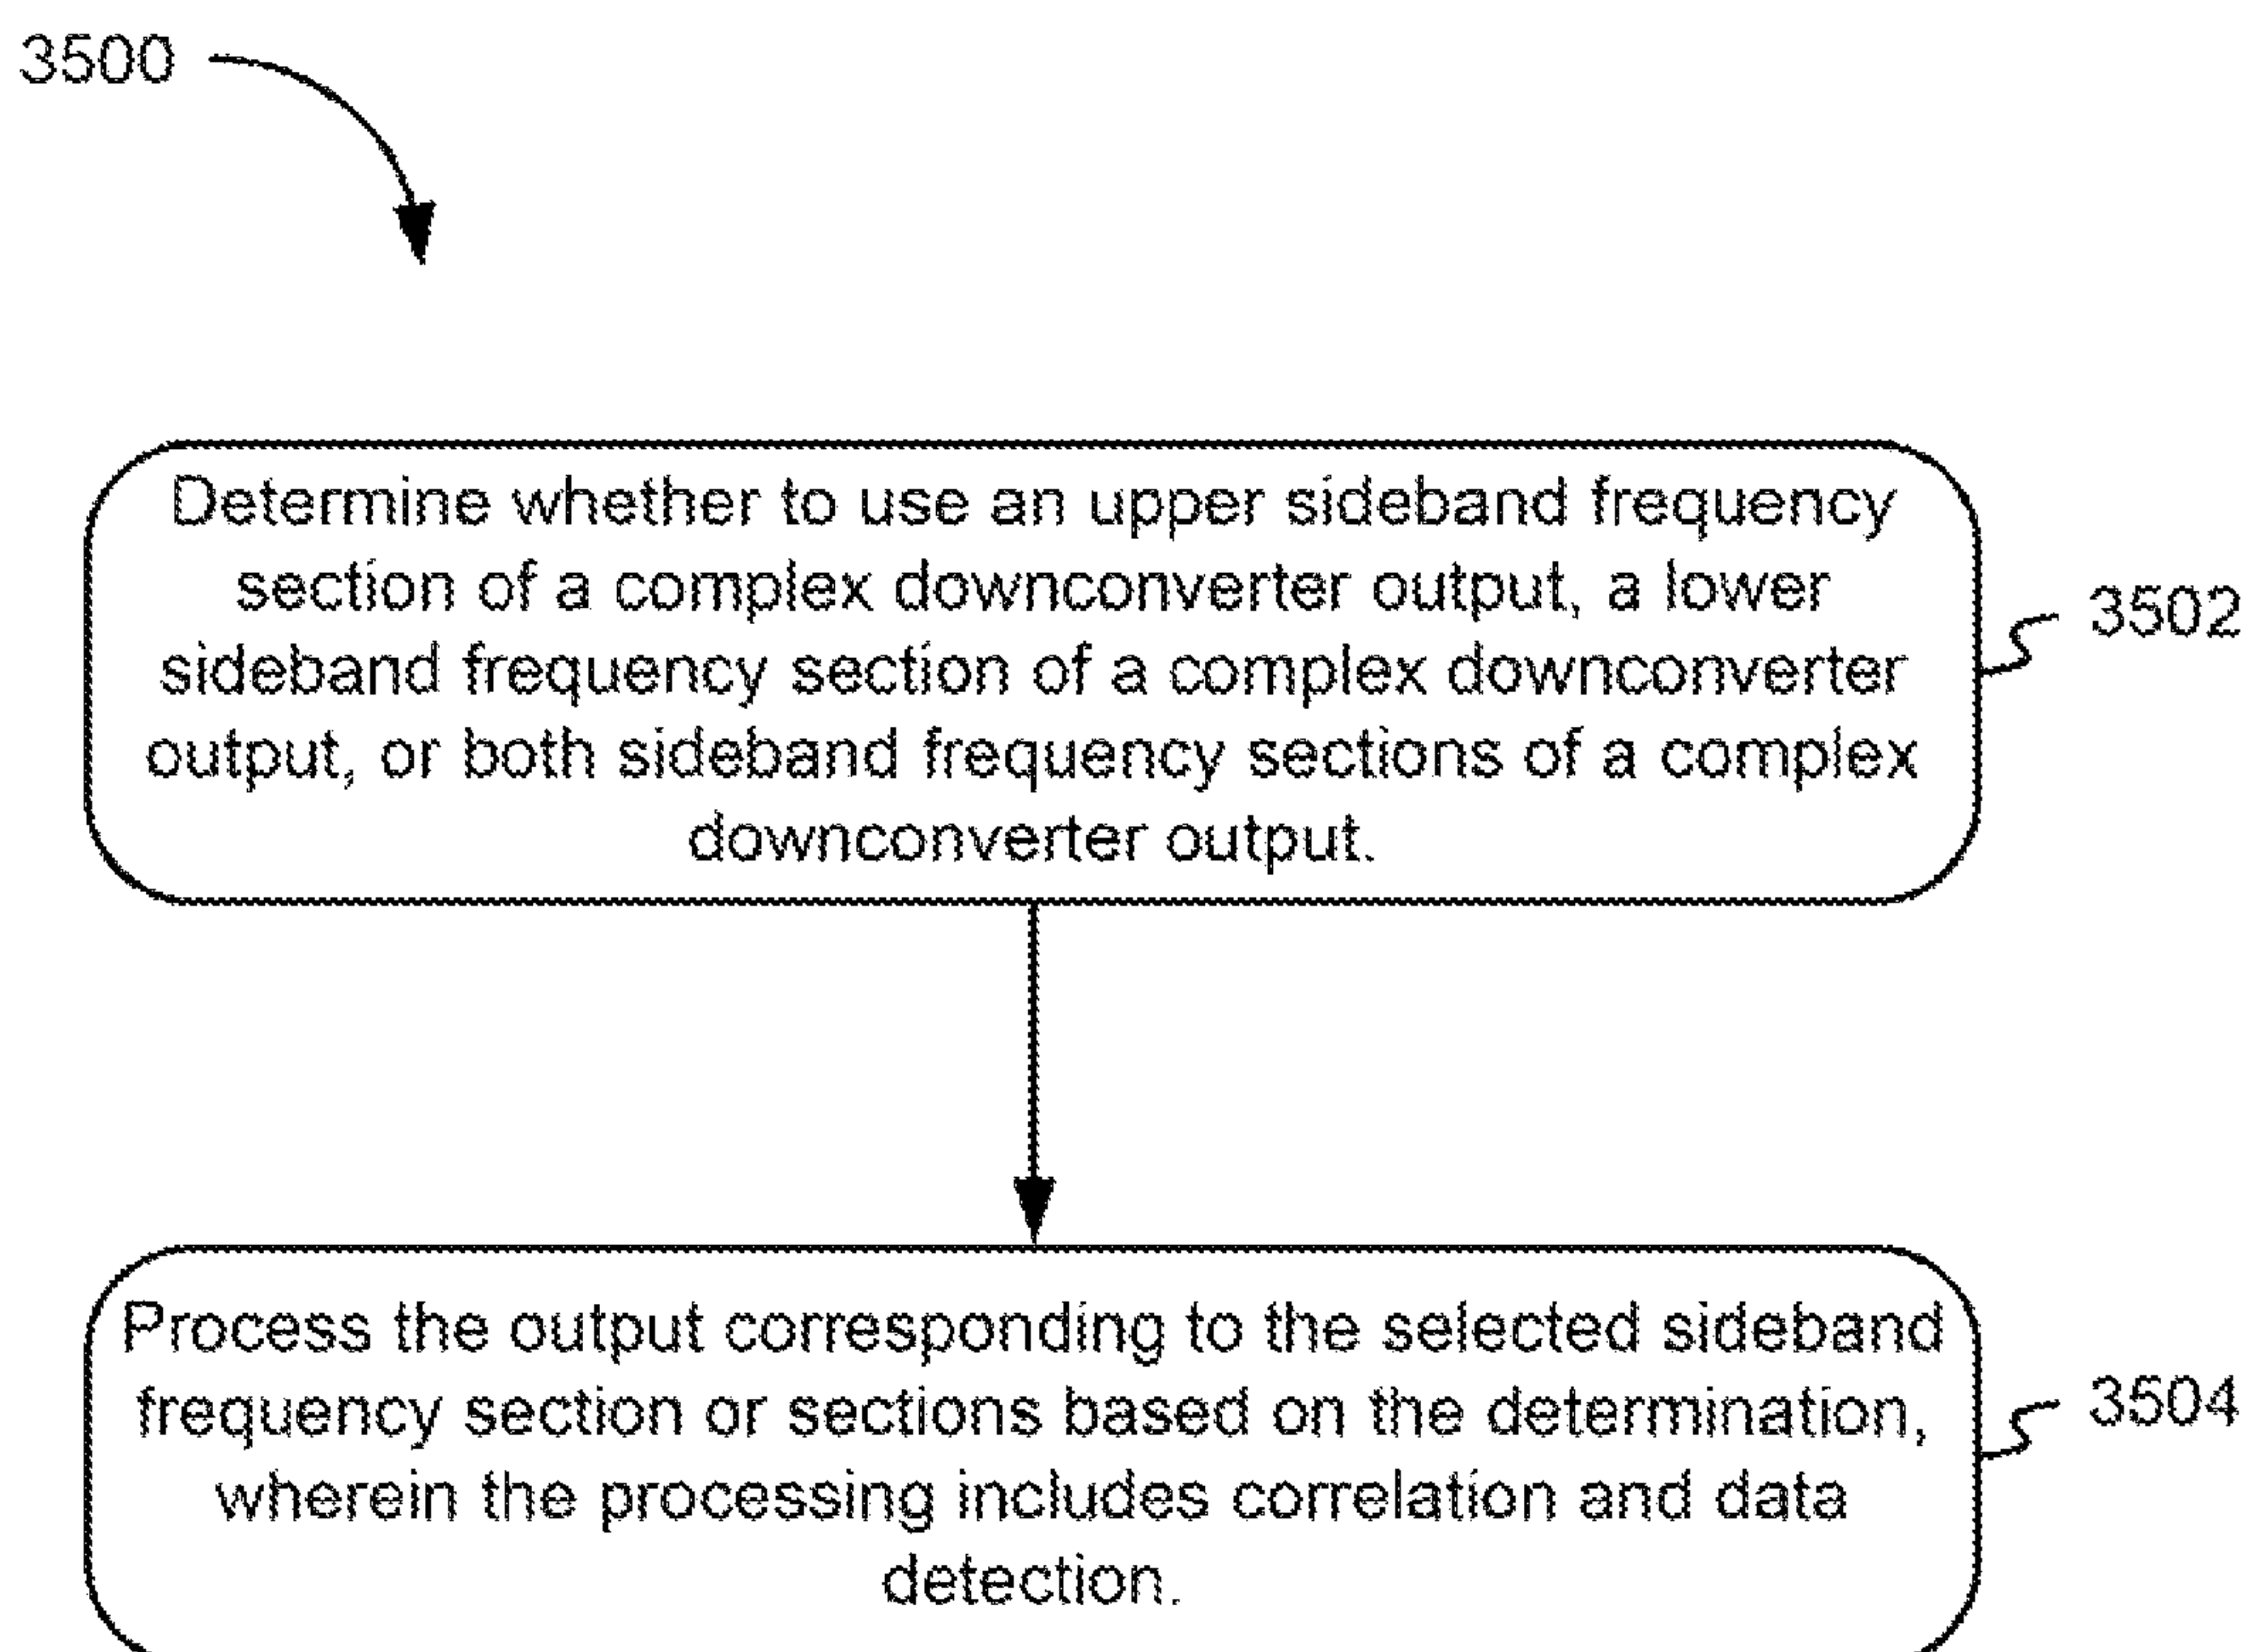 3500
Determine whether to use an upper sideband frequency
section of a complex downconverter output, a lower
sideband frequency section of a complex downconverter
output, or both sideband frequency sections of a complex
downconverter output.
3502
Process the output corresponding to the selected sideband
frequency section or sections based on the determination,
wherein the processing includes correlation and data
detection.
3504